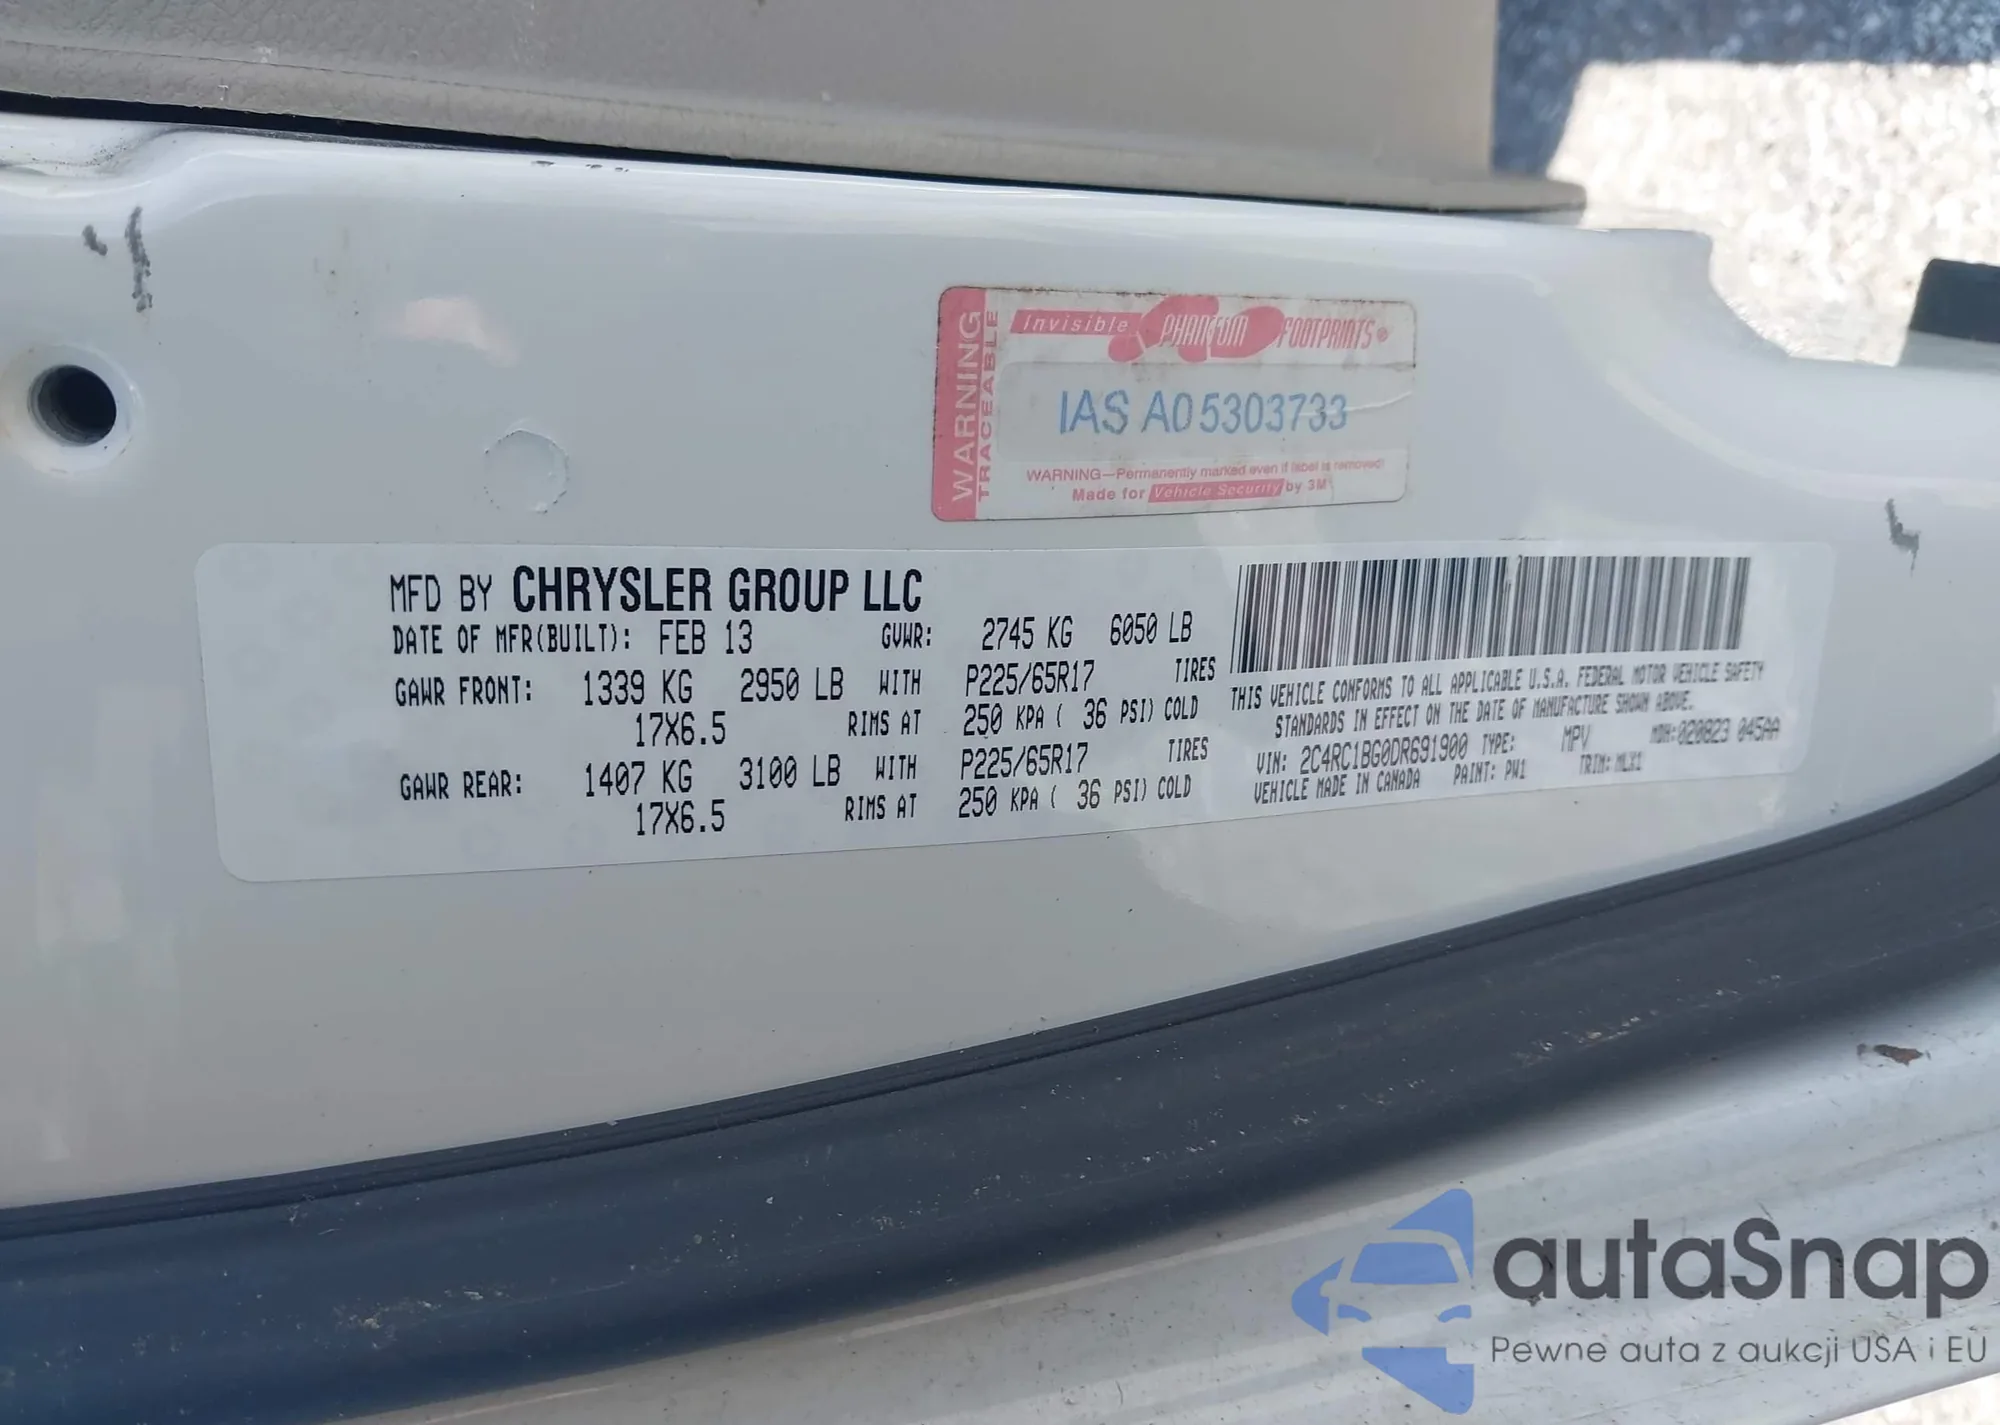 WARNING
TRACEABLE
Invisible PHANTOM FOOTPRINTS®
IAS A05303733
WARNING—Permanently marked even if label is removed!
Made for Vehicle Security by 3M
MFD BY CHRYSLER GROUP LLC
DATE OF MFR(BUILT): FEB 13 GVWR: 2745 KG 6050 LB
GAWR FRONT: 1339 KG 2950 LB WITH P225/65R17 TIRES
17X6.5 RIMS AT 250 KPA ( 36 PSI) COLD
GAWR REAR: 1407 KG 3100 LB WITH P225/65R17 TIRES
17X6.5 RIMS AT 250 KPA ( 36 PSI) COLD
THIS VEHICLE CONFORMS TO ALL APPLICABLE U.S.A. FEDERAL MOTOR VEHICLE SAFETY
STANDARDS IN EFFECT ON THE DATE OF MANUFACTURE SHOWN ABOVE.
VIN: 2C4RC1BG0DR691900 TYPE: MPV MDH:020823 045AA
VEHICLE MADE IN CANADA PAINT: PW1 TRIM: MLX1
autaSnap
Pewne auta z aukcji USA i EU